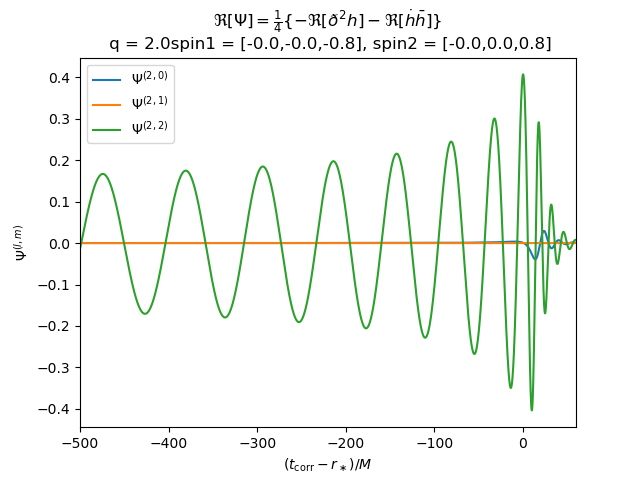 ℜ[Ψ] = 1/4{−ℜ[ð²h] − ℜ[ḣh̄]}
q = 2.0spin1 = [-0.0,-0.0,-0.8], spin2 = [-0.0,0.0,0.8]
Ψ^(2,0)
Ψ^(2,1)
Ψ^(2,2)
0.4
0.3
0.2
0.1
0.0
−0.1
−0.2
−0.3
−0.4
Ψ^(l,m)
−500 −400 −300 −200 −100 0
(t_corr − r_*)/M